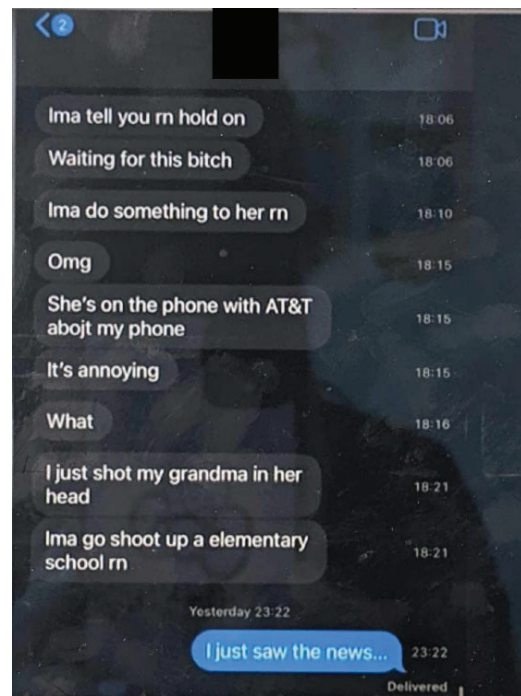 2
Ima tell you rn hold on
18:06
Waiting for this bitch
18:06
Ima do something to her rn
18:10
Omg
18:15
She's on the phone with AT&T
abojt my phone
18:15
It's annoying
18:15
What
18:16
I just shot my grandma in her
head
18:21
Ima go shoot up a elementary
school rn
18:21
Yesterday 23:22
I just saw the news...
23:22
Delivered